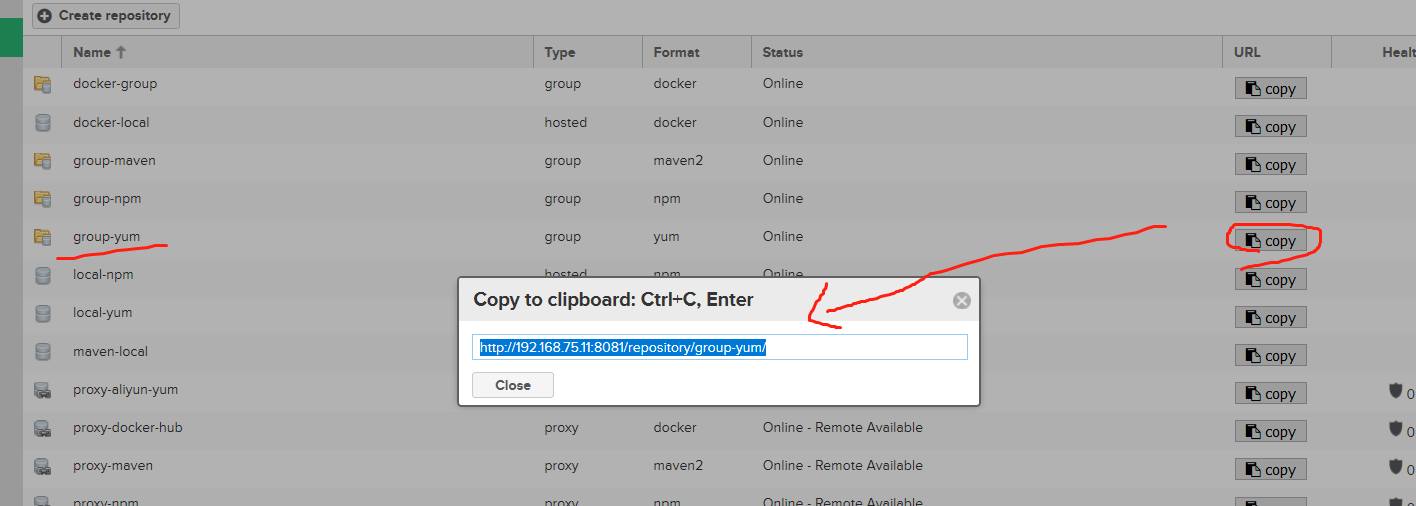 Create repository
Name Type Format Status URL Healt
docker-group group docker Online copy
docker-local hosted docker Online copy
group-maven group maven2 Online copy
group-npm group npm Online copy
group-yum group yum Online copy
local-npm hosted npm Online copy
local-yum copy
maven-local copy
proxy-aliyun-yum copy 0
proxy-docker-hub proxy docker Online - Remote Available copy 0
proxy-maven proxy maven2 Online - Remote Available copy 0
proxy-npm proxy npm Online - Remote Available
Copy to clipboard: Ctrl+C, Enter
http://192.168.75.11:8081/repository/group-yum/
Close